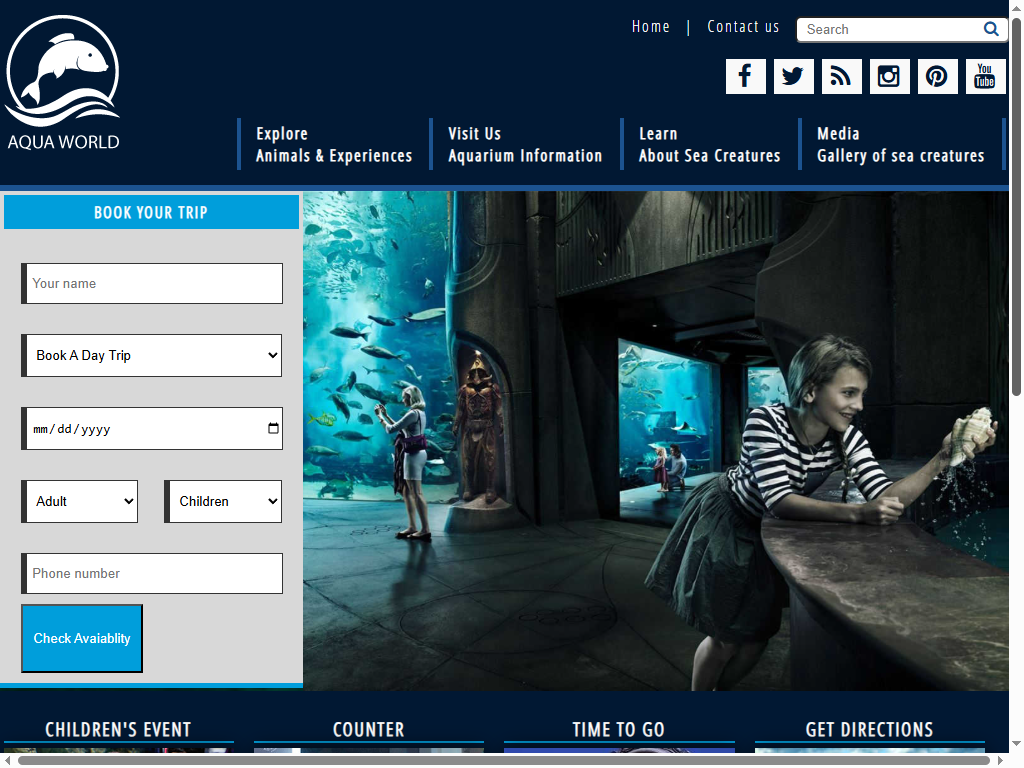 Home | Contact us
Search
You
Tube
AQUA WORLD
Explore
Animals & Experiences
Visit Us
Aquarium Information
Learn
About Sea Creatures
Media
Gallery of sea creatures
BOOK YOUR TRIP
Your name
Book A Day Trip
mm/dd/yyyy
Adult
Children
Phone number
Check Avaiablity
CHILDREN'S EVENT
COUNTER
TIME TO GO
GET DIRECTIONS